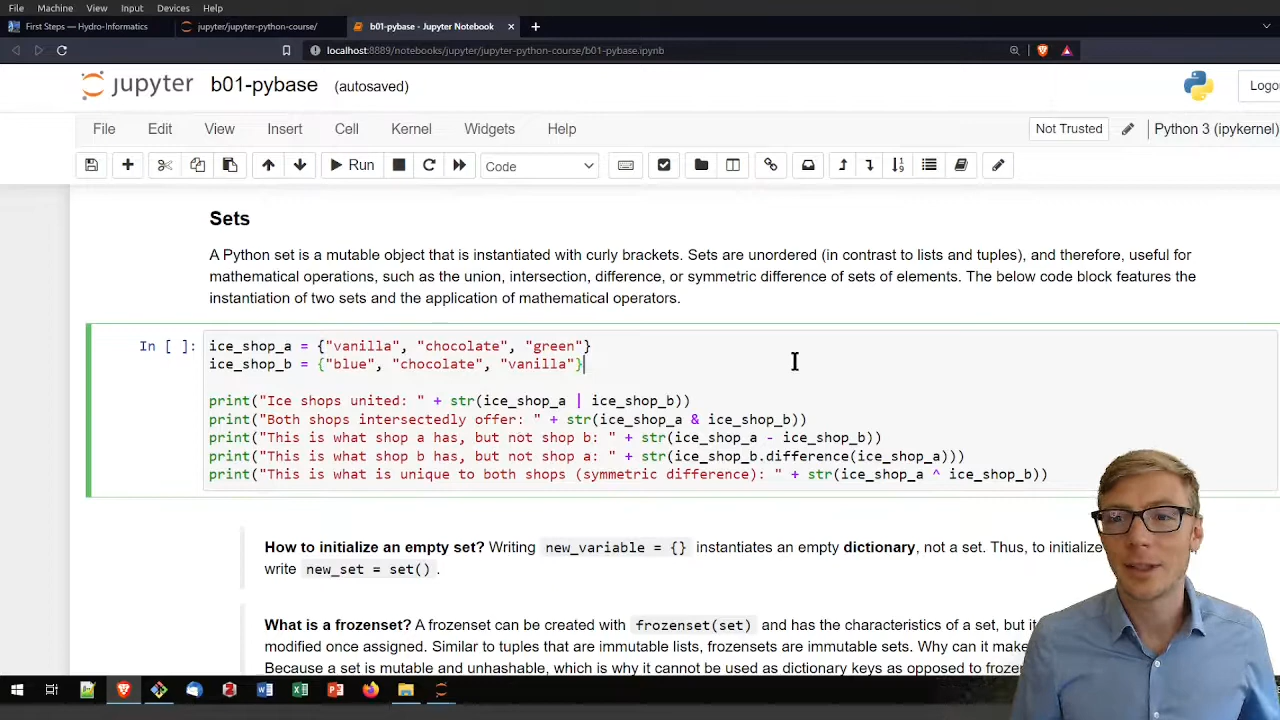 File Machine View Input Devices Help
First Steps — Hydro-Informatics jupyter/jupyter-python-course/ b01-pybase - Jupyter Notebook
localhost:8889/notebooks/jupyter/jupyter-python-course/b01-pybase.ipynb
jupyter b01-pybase (autosaved) Logo
File Edit View Insert Cell Kernel Widgets Help Not Trusted Python 3 (ipykernel)
Run Code
Sets
A Python set is a mutable object that is instantiated with curly brackets. Sets are unordered (in contrast to lists and tuples), and therefore, useful for
mathematical operations, such as the union, intersection, difference, or symmetric difference of sets of elements. The below code block features the
instantiation of two sets and the application of mathematical operators.
In [ ]: ice_shop_a = {"vanilla", "chocolate", "green"}
ice_shop_b = {"blue", "chocolate", "vanilla"}
print("Ice shops united: " + str(ice_shop_a | ice_shop_b))
print("Both shops intersectedly offer: " + str(ice_shop_a & ice_shop_b))
print("This is what shop a has, but not shop b: " + str(ice_shop_a - ice_shop_b))
print("This is what shop b has, but not shop a: " + str(ice_shop_b.difference(ice_shop_a)))
print("This is what is unique to both shops (symmetric difference): " + str(ice_shop_a ^ ice_shop_b))
How to initialize an empty set? Writing new_variable = {} instantiates an empty dictionary, not a set. Thus, to initialize
write new_set = set() .
What is a frozenset? A frozenset can be created with frozenset(set) and has the characteristics of a set, but it
modified once assigned. Similar to tuples that are immutable lists, frozensets are immutable sets. Why can it make
Because a set is mutable and unhashable, which is why it cannot be used as dictionary keys as opposed to frozen